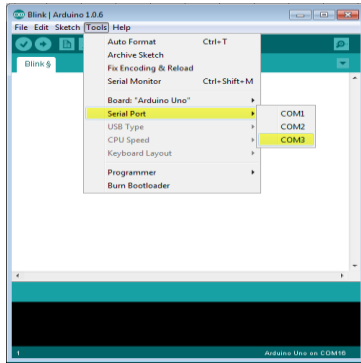 Blink | Arduino 1.0.6
File Edit Sketch Tools Help
Blink §
Auto Format Ctrl+T
Archive Sketch
Fix Encoding & Reload
Serial Monitor Ctrl+Shift+M
Board: "Arduino Uno"
Serial Port
USB Type
CPU Speed
Keyboard Layout
Programmer
Burn Bootloader
COM1
COM2
COM3
1 Arduino Uno on COM16